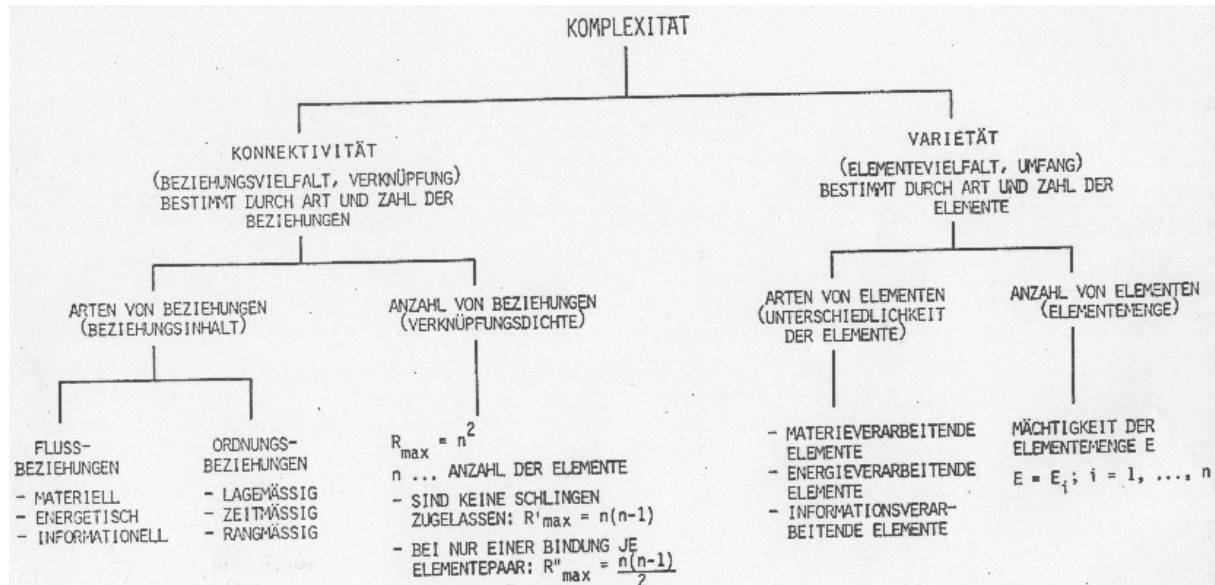 KOMPLEXITÄT
KONNEKTIVITÄT
(BEZIEHUNGSVIELFALT, VERKNÜPFUNG)
BESTIMMT DURCH ART UND ZAHL DER
BEZIEHUNGEN
VARIETÄT
(ELEMENTEVIELFALT, UMFANG)
BESTIMMT DURCH ART UND ZAHL DER
ELEMENTE
ARTEN VON BEZIEHUNGEN
(BEZIEHUNGSINHALT)
ANZAHL VON BEZIEHUNGEN
(VERKNÜPFUNGSDICHTE)
ARTEN VON ELEMENTEN
(UNTERSCHIEDLICHKEIT
DER ELEMENTE)
ANZAHL VON ELEMENTEN
(ELEMENTEMENGE)
FLUSS-
BEZIEHUNGEN
- MATERIELL
- ENERGETISCH
- INFORMATIONELL
ORDNUNGS-
BEZIEHUNGEN
- LAGEMÄSSIG
- ZEITMÄSSIG
- RANGMÄSSIG
R_max = n²
n ... ANZAHL DER ELEMENTE
- SIND KEINE SCHLINGEN
ZUGELASSEN: R'_max = n(n-1)
- BEI NUR EINER BINDUNG JE
ELEMENTEPAAR: R"_max = n(n-1)
2
- MATERIEVERARBEITENDE
ELEMENTE
- ENERGIEVERARBEITENDE
ELEMENTE
- INFORMATIONSVERAR-
BEITENDE ELEMENTE
MÄCHTIGKEIT DER
ELEMENTEMENGE E
E = E_i; i = 1, ..., n